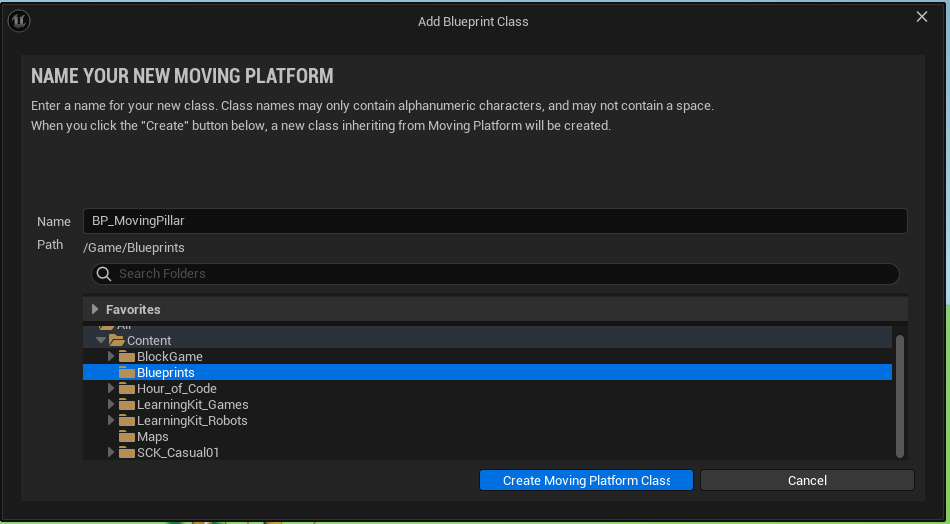 Add Blueprint Class
NAME YOUR NEW MOVING PLATFORM
Enter a name for your new class. Class names may only contain alphanumeric characters, and may not contain a space.
When you click the "Create" button below, a new class inheriting from Moving Platform will be created.
Name BP_MovingPillar
Path /Game/Blueprints
Search Folders
Favorites
All
Content
BlockGame
Blueprints
Hour_of_Code
LearningKit_Games
LearningKit_Robots
Maps
SCK_Casual01
Create Moving Platform Class Cancel